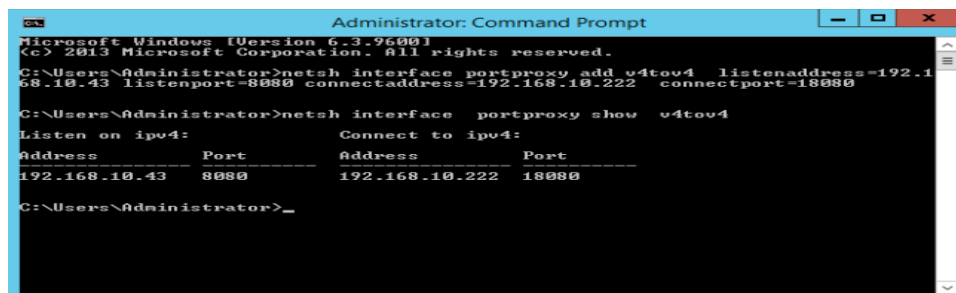 Administrator: Command Prompt
Microsoft Windows [Version 6.3.9600]
(c) 2013 Microsoft Corporation. All rights reserved.
C:\Users\Administrator>netsh interface portproxy add v4tov4  listenaddress=192.1
68.10.43 listenport=8080 connectaddress=192.168.10.222  connectport=18080
C:\Users\Administrator>netsh interface  portproxy show  v4tov4
Listen on ipv4:             Connect to ipv4:
Address         Port        Address         Port
192.168.10.43   8080        192.168.10.222  18080
C:\Users\Administrator>_